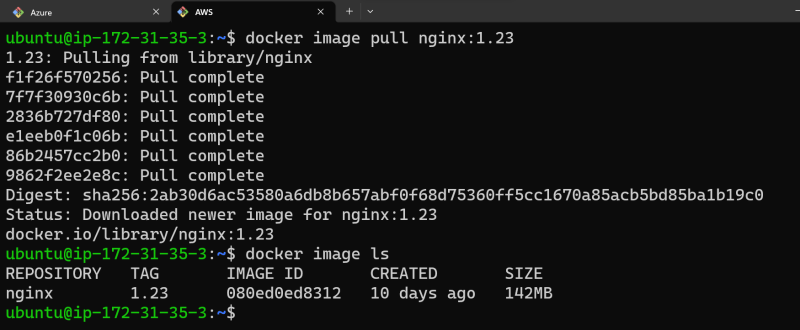 Azure
AWS
ubuntu@ip-172-31-35-3:~$ docker image pull nginx:1.23
1.23: Pulling from library/nginx
f1f26f570256: Pull complete
7f7f30930c6b: Pull complete
2836b727df80: Pull complete
e1eeb0f1c06b: Pull complete
86b2457cc2b0: Pull complete
9862f2ee2e8c: Pull complete
Digest: sha256:2ab30d6ac53580a6db8b657abf0f68d75360ff5cc1670a85acb5bd85ba1b19c0
Status: Downloaded newer image for nginx:1.23
docker.io/library/nginx:1.23
ubuntu@ip-172-31-35-3:~$ docker image ls
REPOSITORY   TAG       IMAGE ID       CREATED       SIZE
nginx        1.23      080ed0ed8312   10 days ago   142MB
ubuntu@ip-172-31-35-3:~$